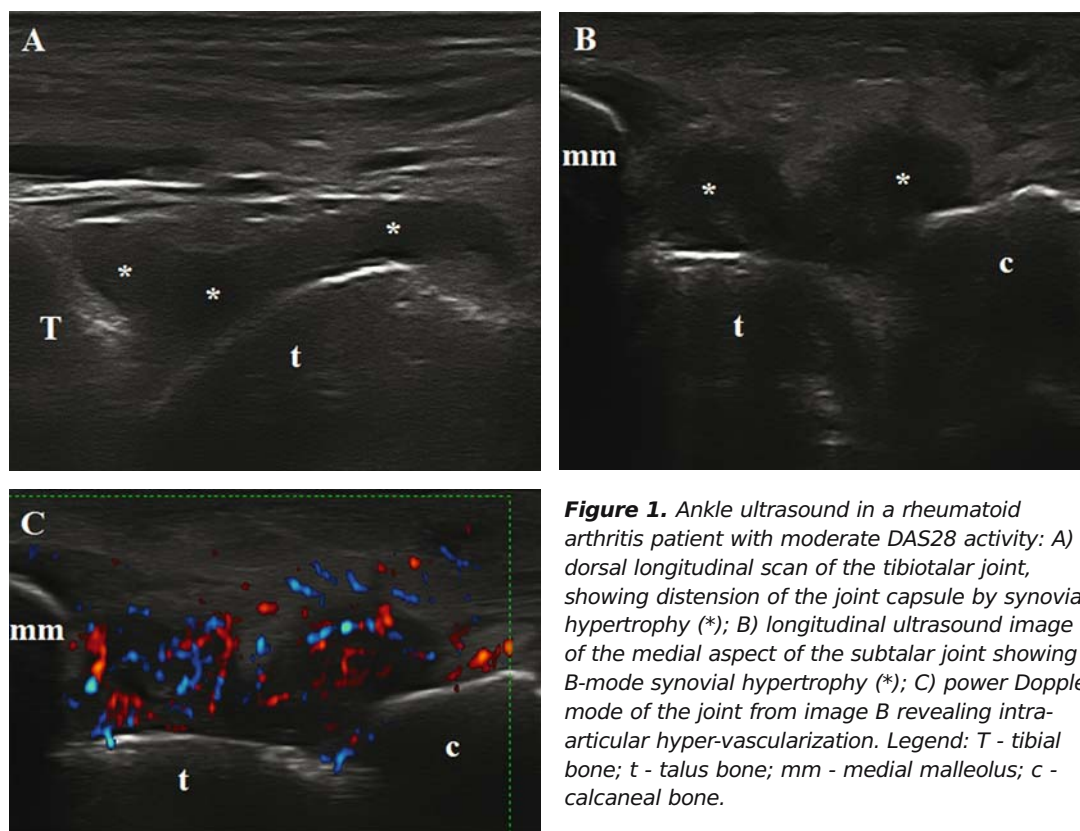 A
B
*
*
*
*
*
T
t
mm
t
c
C
mm
t
c
Figure 1. Ankle ultrasound in a rheumatoid
arthritis patient with moderate DAS28 activity: A)
dorsal longitudinal scan of the tibiotalar joint,
showing distension of the joint capsule by synovial
hypertrophy (*); B) longitudinal ultrasound image
of the medial aspect of the subtalar joint showing
B-mode synovial hypertrophy (*); C) power Doppler
mode of the joint from image B revealing intra-
articular hyper-vascularization. Legend: T - tibial
bone; t - talus bone; mm - medial malleolus; c -
calcaneal bone.